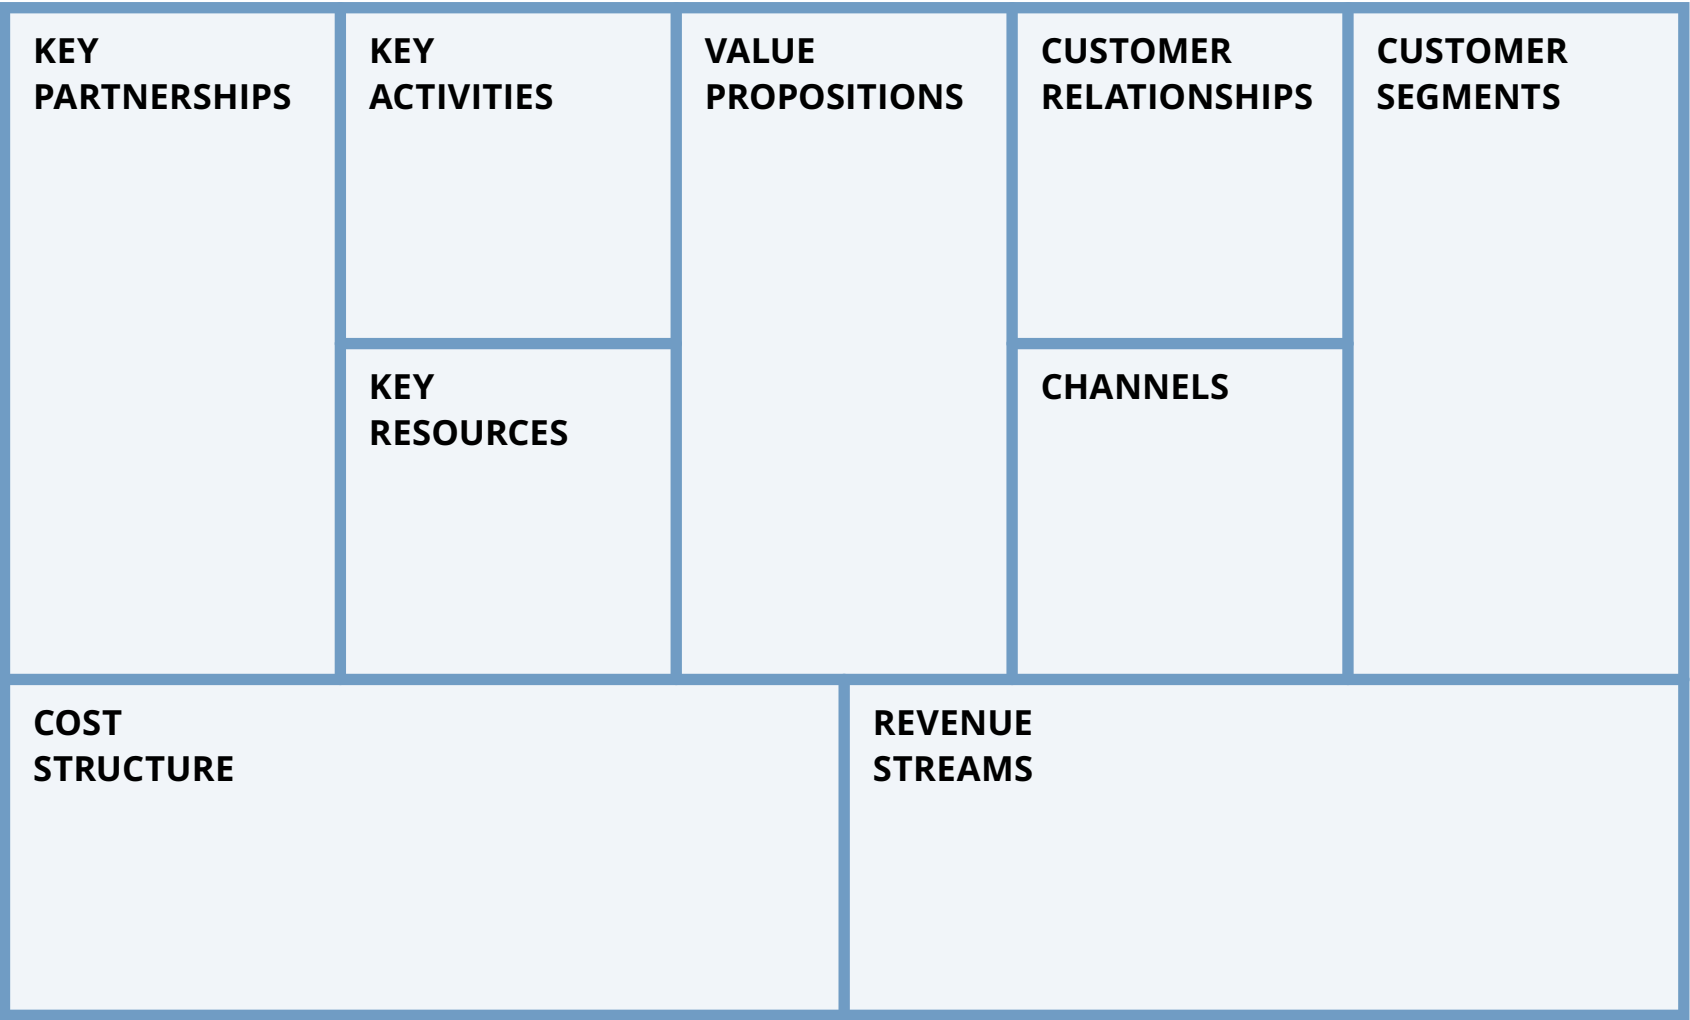 KEY
PARTNERSHIPS
KEY
ACTIVITIES
VALUE
PROPOSITIONS
CUSTOMER
RELATIONSHIPS
CUSTOMER
SEGMENTS
KEY
RESOURCES
CHANNELS
COST
STRUCTURE
REVENUE
STREAMS